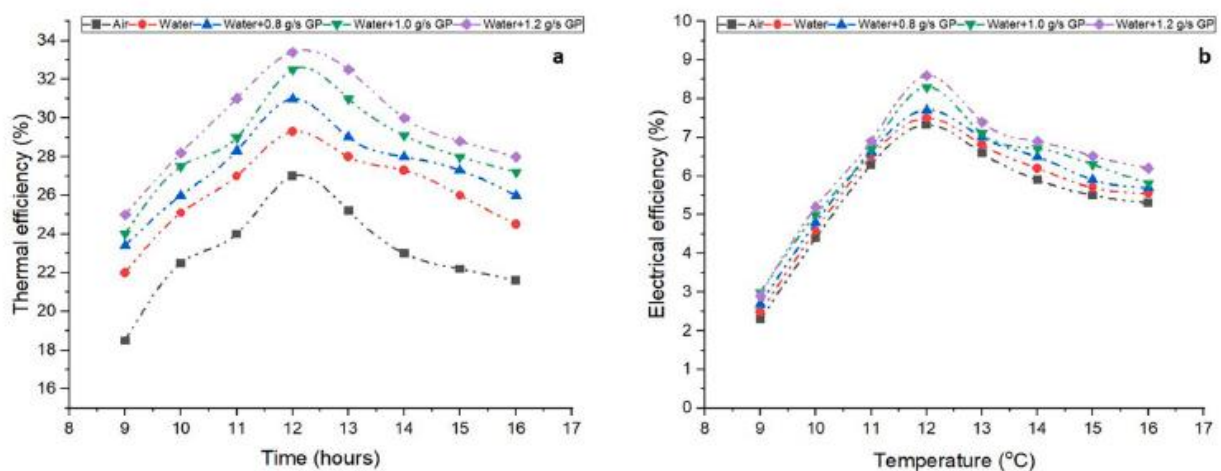 Air Water Water+0.8 g/s GP Water+1.0 g/s GP Water+1.2 g/s GP
a
34
32
30
28
26
24
22
20
18
16
Thermal efficiency (%)
8 9 10 11 12 13 14 15 16 17
Time (hours)
Air Water Water+0.8 g/s GP Water+1.0 g/s GP Water+1.2 g/s GP
b
10
9
8
7
6
5
4
3
2
1
0
Electrical efficiency (%)
8 9 10 11 12 13 14 15 16 17
Temperature (°C)